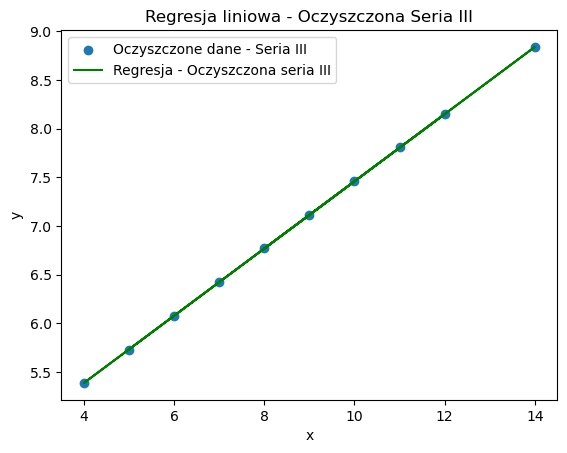 Regresja liniowa - Oczyszczona Seria III
Oczyszczone dane - Seria III
Regresja - Oczyszczona seria III
9.0
8.5
8.0
7.5
7.0
6.5
6.0
5.5
y
4
6
8
10
12
14
x